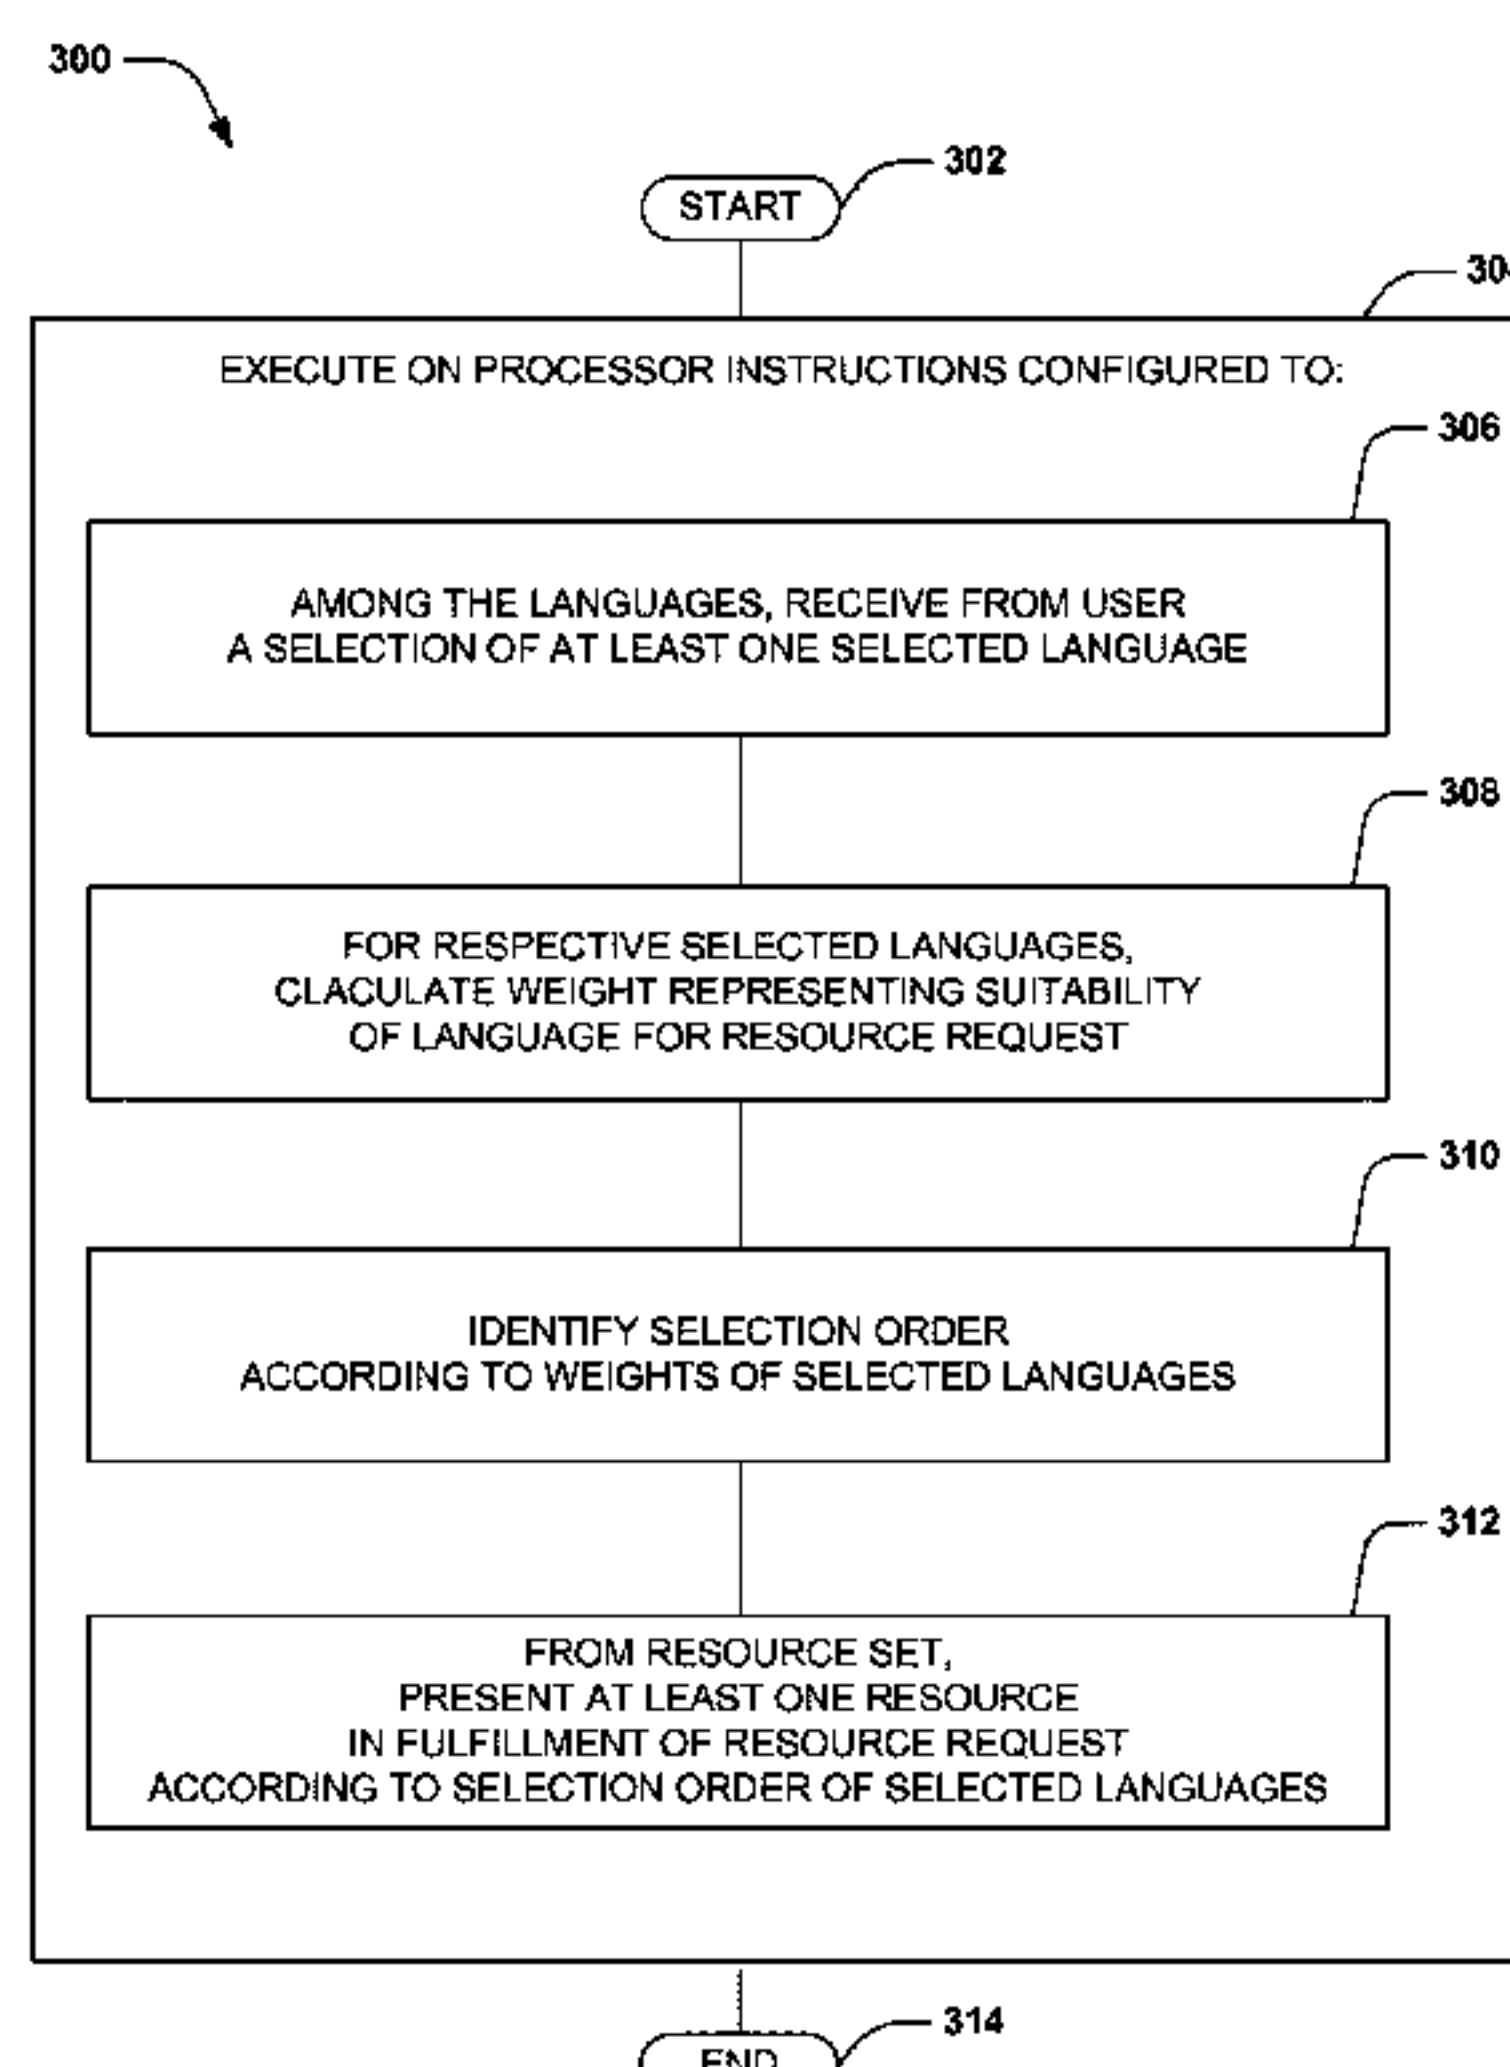 300
302
START
EXECUTE ON PROCESSOR INSTRUCTIONS CONFIGURED TO:
306
AMONG THE LANGUAGES, RECEIVE FROM USER
A SELECTION OF AT LEAST ONE SELECTED LANGUAGE
308
FOR RESPECTIVE SELECTED LANGUAGES,
CLACULATE WEIGHT REPRESENTING SUITABILITY
OF LANGUAGE FOR RESOURCE REQUEST
310
IDENTIFY SELECTION ORDER
ACCORDING TO WEIGHTS OF SELECTED LANGUAGES
312
FROM RESOURCE SET,
PRESENT AT LEAST ONE RESOURCE
IN FULFILLMENT OF RESOURCE REQUEST
ACCORDING TO SELECTION ORDER OF SELECTED LANGUAGES
314
END